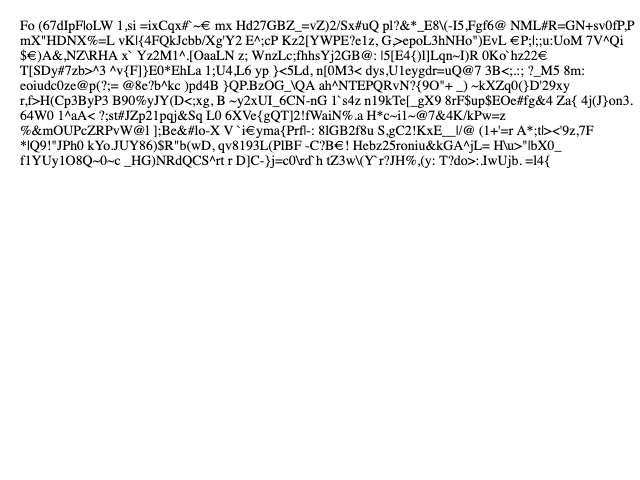 Fo (67dIpF|oLW 1,si =ixCqx#`~€ mx Hd27GBZ_=vZ)2/Sx#uQ pl?&*_E8\(-I5,Fgf6@ NML#R=GN+sv0fP,P
mX"HDNX%=L vK|{4FQkJcbb/Xg'Y2 E^;cP Kz2[YWPE?e1z, G,>epoL3hNHo")EvL €P;|;;u:UoM 7V^Qi
$€)A&,NZ\RHA x` Yz2M1^.[OaaLN z; WnzLc;fhhsYj2GB@: |5[E4{)l]Lqn~I)R 0Ko`hz22€
T[SDy#7zb>^3 ^v{F]}E0*EhLa 1;U4,L6 yp }<5Ld, n[0M3< dys,U1eygdr=uQ@7 3B<;.:; ?_M5 8m:
eoiudc0ze@p(?;= @8e?b^kc )pd4B }QP.BzOG_\QA ah^NTEPQRvN?{9O"+ _) ~kXZq0(}D'29xy
r,f>H(Cp3ByP3 B90%yJY(D<;xg, B ~y2xUI_6CN-nG 1`s4z n19kTe[_gX9 8rF$up$EOe#fg&4 Za{ 4j(J}on3.
64W0 1^aA< ?;st#JZp21pqj&Sq L0 6XVe{gQT]2!fWaiN%.a H*c~i1~@7&4K/kPw=z
%&mOUPcZRPvW@l ];Be&#lo-X V`i€yma{Prfl-: 8lGB2f8u S,gC2!KxE__l/@ (1+'=r A*;tl><'9z,7F
*|Q9!"JPh0 kYo.JUY86)$R"b(wD, qv8193L(PlBF -C?B€! Hebz25roniu&kGA^jL= H\u>"|bX0_
f1YUy1O8Q~0~c _HG)NRdQCS^rt r D]C-}j=c0\rd`h tZ3w\(Y`r?JH%,(y: T?do>:.IwUjb. =l4{